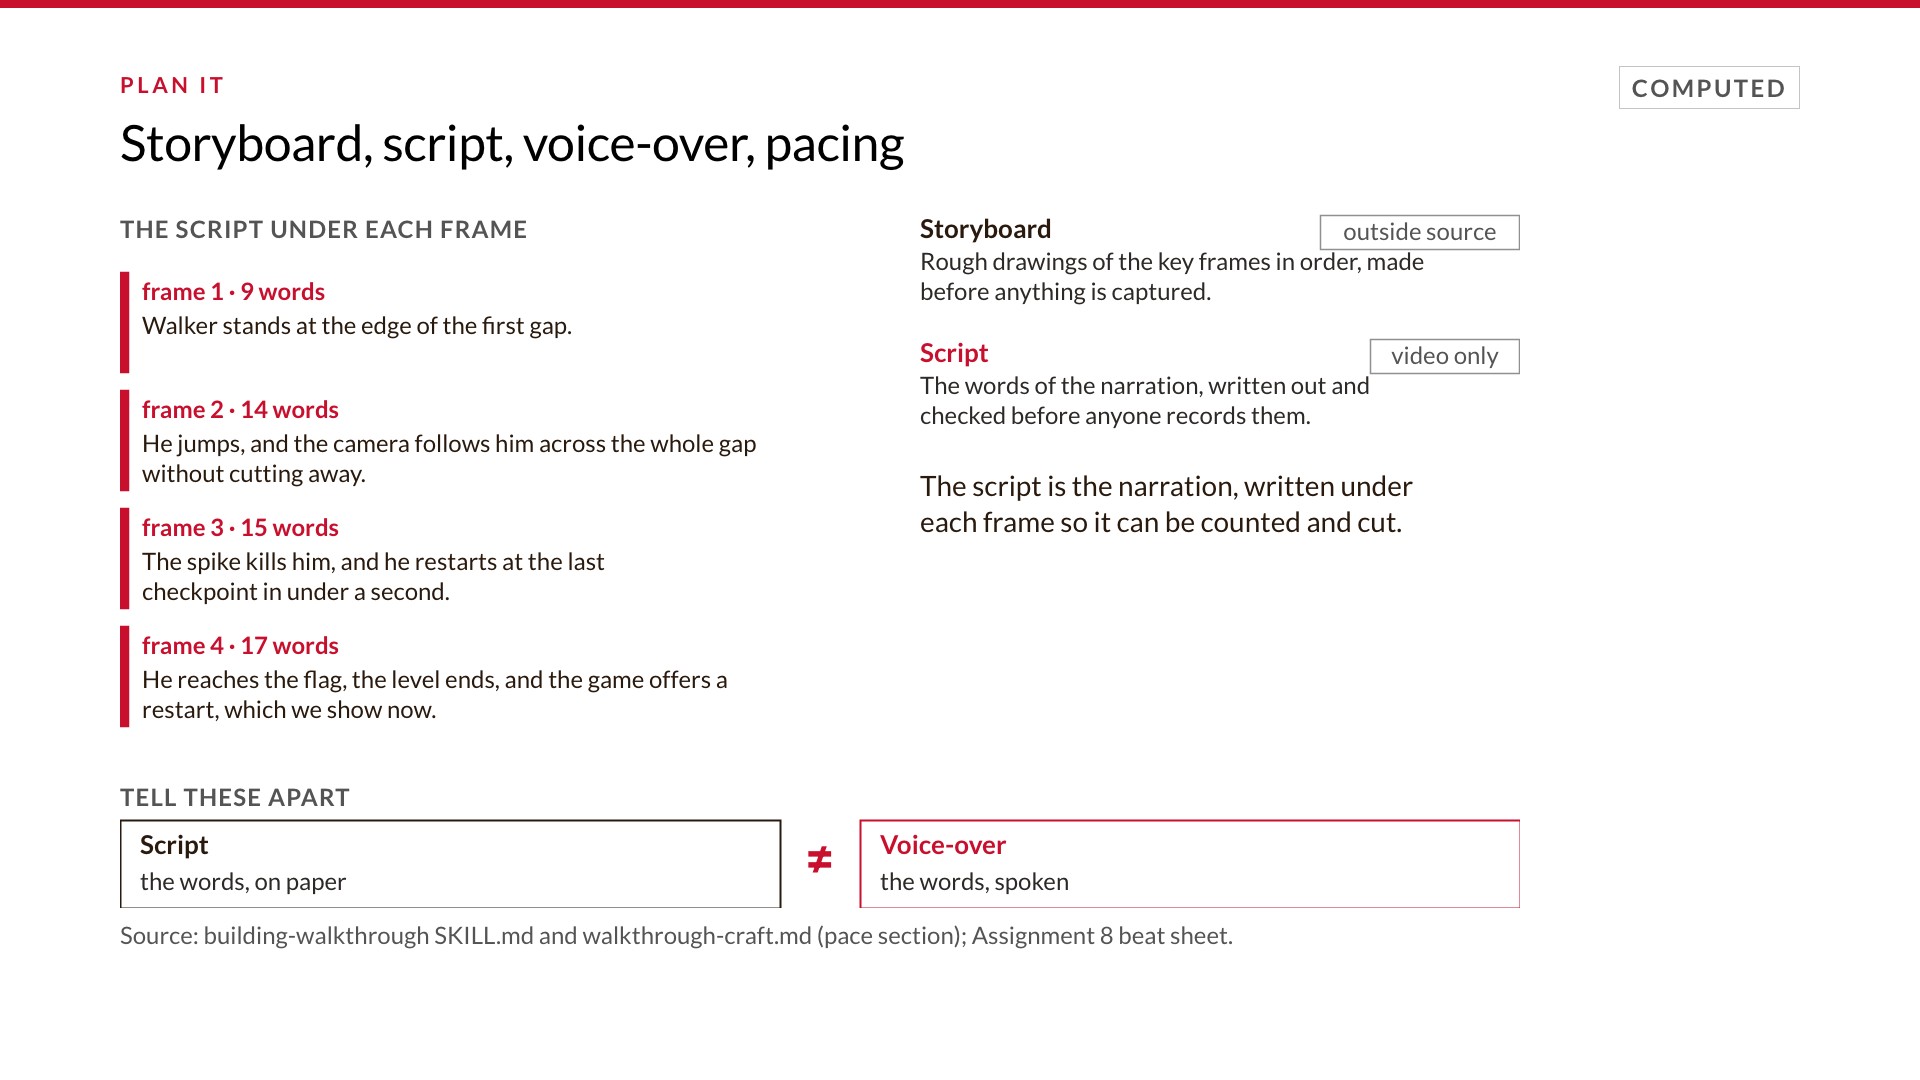 PLAN IT
COMPUTED
Storyboard, script, voice-over, pacing
THE SCRIPT UNDER EACH FRAME
frame 1 · 9 words
Walker stands at the edge of the first gap.
frame 2 · 14 words
He jumps, and the camera follows him across the whole gap
without cutting away.
frame 3 · 15 words
The spike kills him, and he restarts at the last
checkpoint in under a second.
frame 4 · 17 words
He reaches the flag, the level ends, and the game offers a
restart, which we show now.
Storyboard
outside source
Rough drawings of the key frames in order, made
before anything is captured.
Script
video only
The words of the narration, written out and
checked before anyone records them.
The script is the narration, written under
each frame so it can be counted and cut.
TELL THESE APART
Script
the words, on paper
≠
Voice-over
the words, spoken
Source: building-walkthrough SKILL.md and walkthrough-craft.md (pace section); Assignment 8 beat sheet.